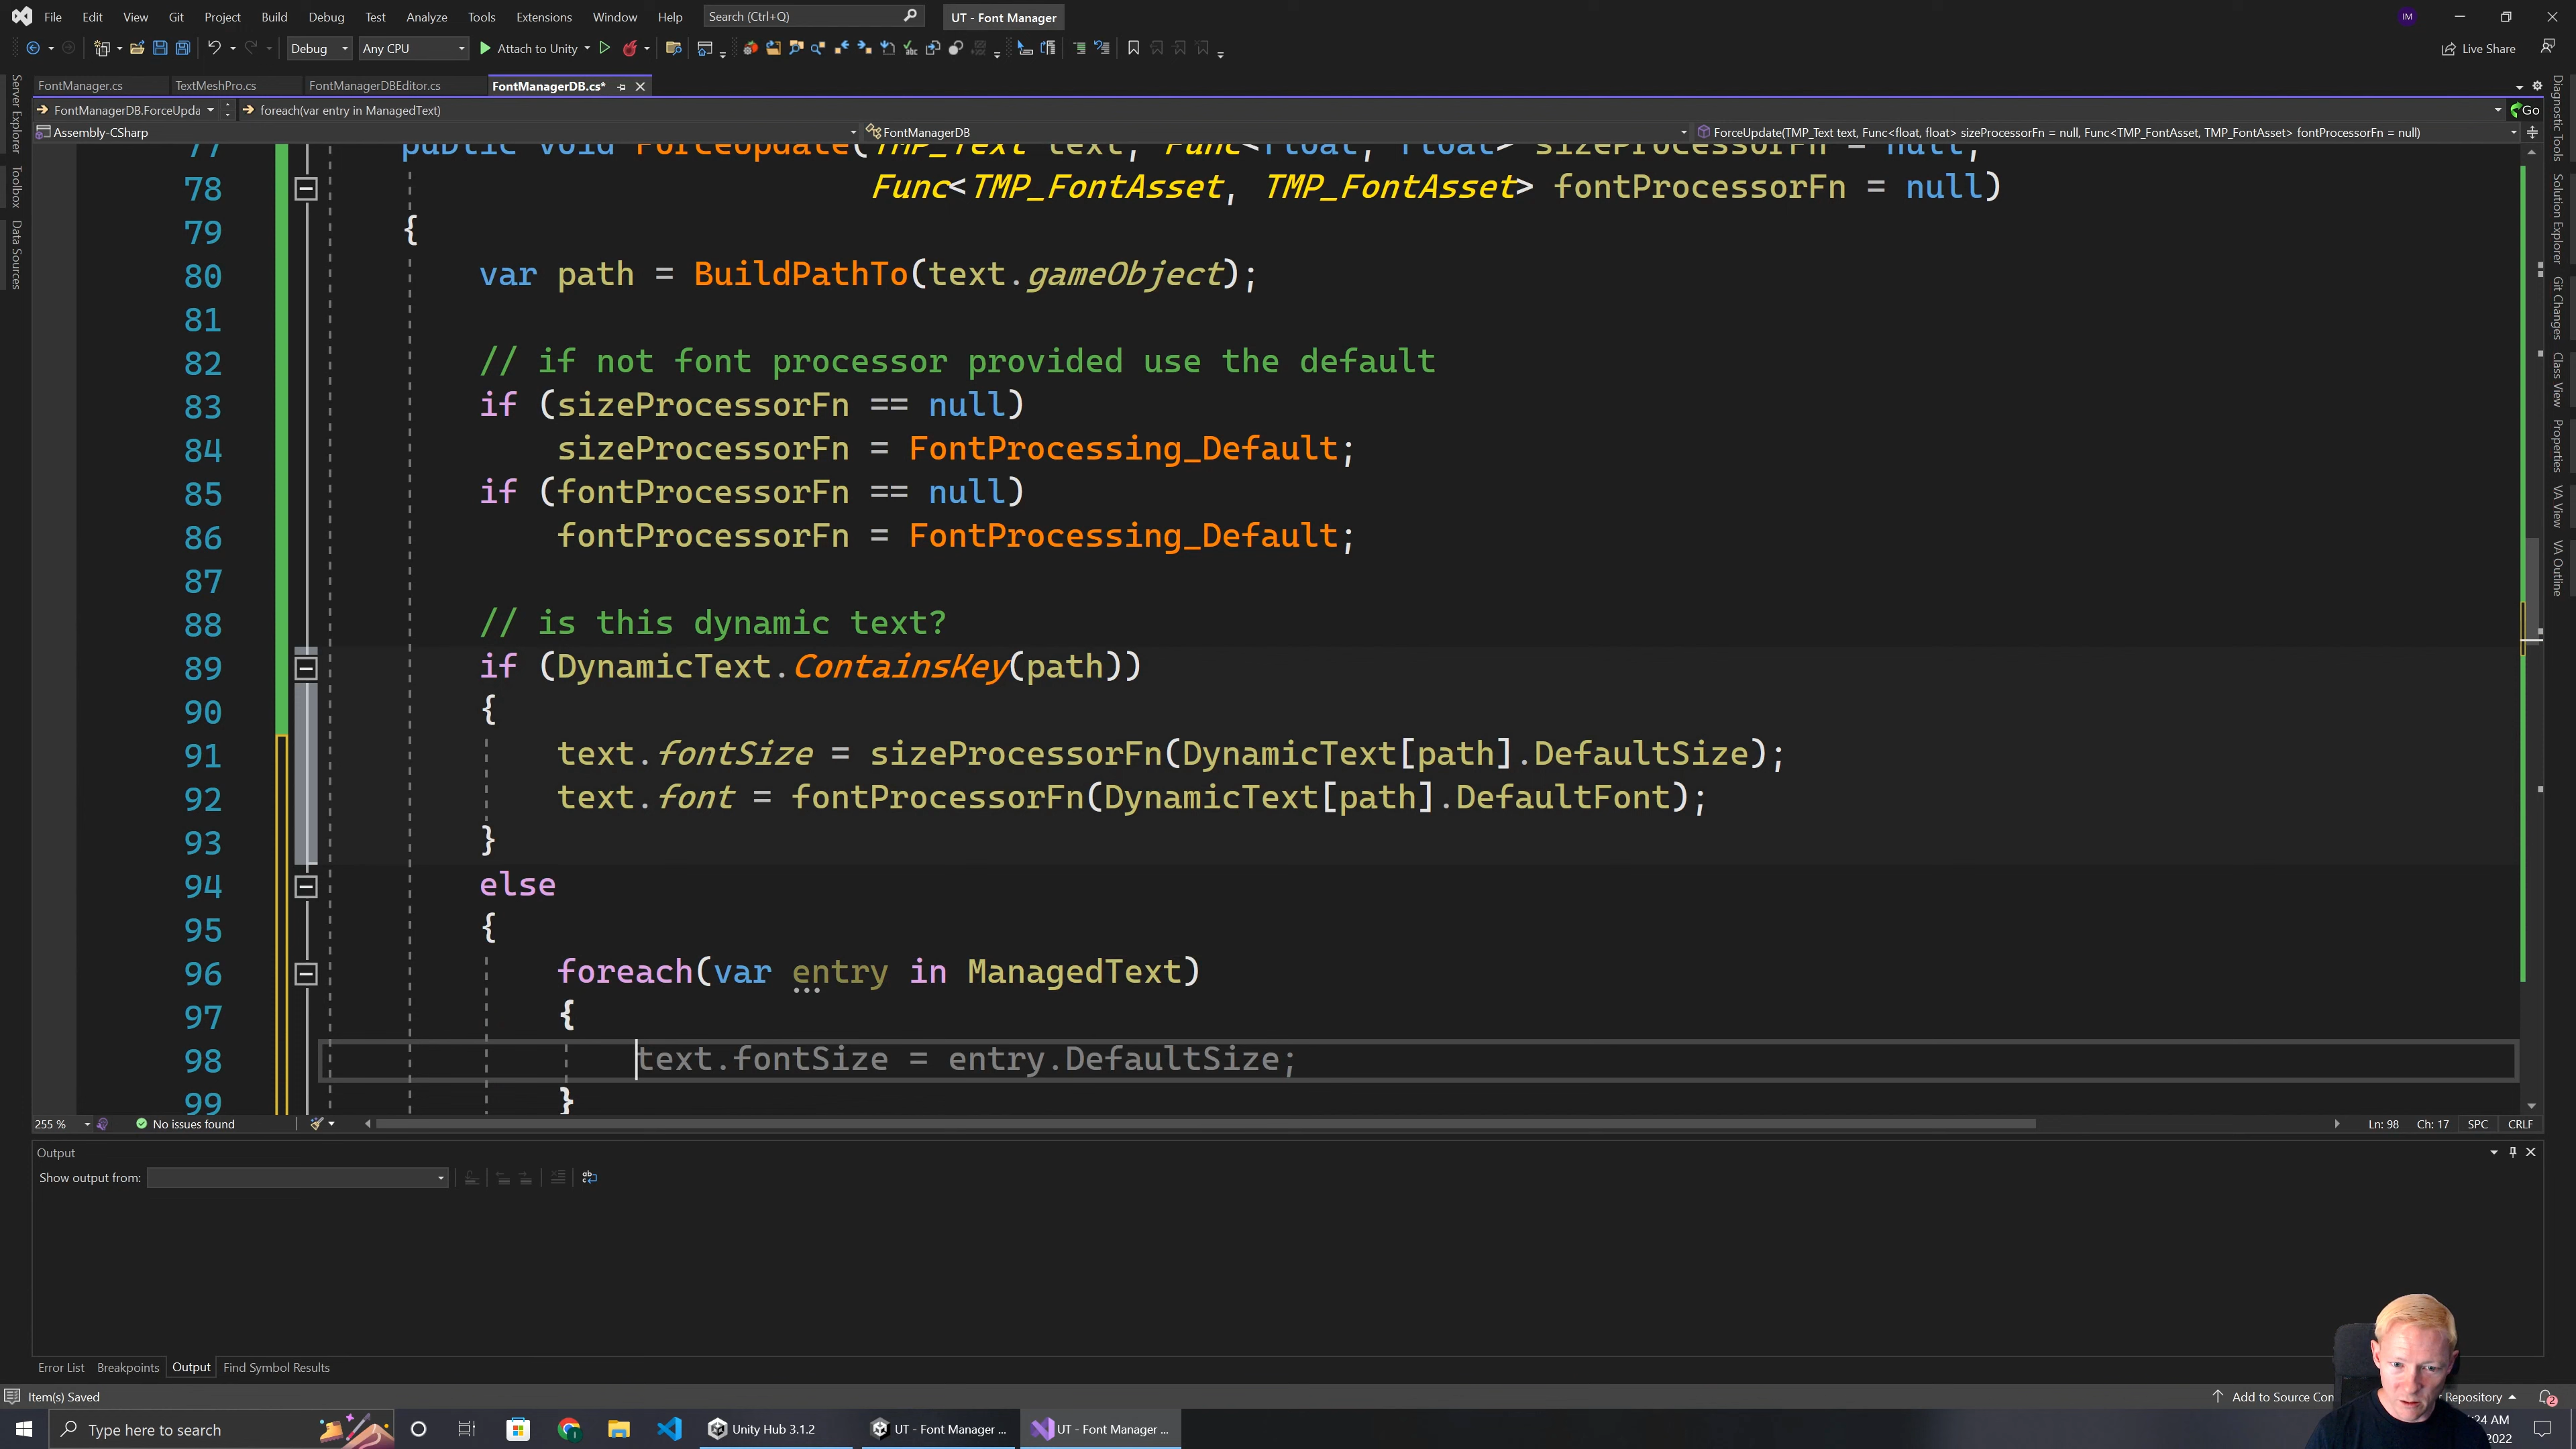 File Edit View Git Project Build Debug Test Analyze Tools Extensions Window Help Search (Ctrl+Q) UT - Font Manager IM
Debug Any CPU Attach to Unity Live Share
FontManager.cs TextMeshPro.cs FontManagerDBEditor.cs FontManagerDB.cs*
FontManagerDB.ForceUpda foreach(var entry in ManagedText) Go
Assembly-CSharp FontManagerDB ForceUpdate(TMP_Text text, Func<float, float> sizeProcessorFn = null, Func<TMP_FontAsset, TMP_FontAsset> fontProcessorFn = null)
Server Explorer
Toolbox
Data Sources
Diagnostic Tools
Solution Explorer
Git Changes
Class View
Properties
VA View
VA Outline
77 public void ForceUpdate(TMP_Text text, Func<float, float> sizeProcessorFn = null,
78 Func<TMP_FontAsset, TMP_FontAsset> fontProcessorFn = null)
79 {
80 var path = BuildPathTo(text.gameObject);
81
82 // if not font processor provided use the default
83 if (sizeProcessorFn == null)
84 sizeProcessorFn = FontProcessing_Default;
85 if (fontProcessorFn == null)
86 fontProcessorFn = FontProcessing_Default;
87
88 // is this dynamic text?
89 if (DynamicText.ContainsKey(path))
90 {
91 text.fontSize = sizeProcessorFn(DynamicText[path].DefaultSize);
92 text.font = fontProcessorFn(DynamicText[path].DefaultFont);
93 }
94 else
95 {
96 foreach(var entry in ManagedText)
97 {
98 text.fontSize = entry.DefaultSize;
99 }
255 % No issues found Ln: 98 Ch: 17 SPC CRLF
Output
Show output from:
Error List Breakpoints Output Find Symbol Results
Item(s) Saved Add to Source Con Repository 2
Type here to search Unity Hub 3.1.2 UT - Font Manager ... UT - Font Manager ... :24 AM
2022